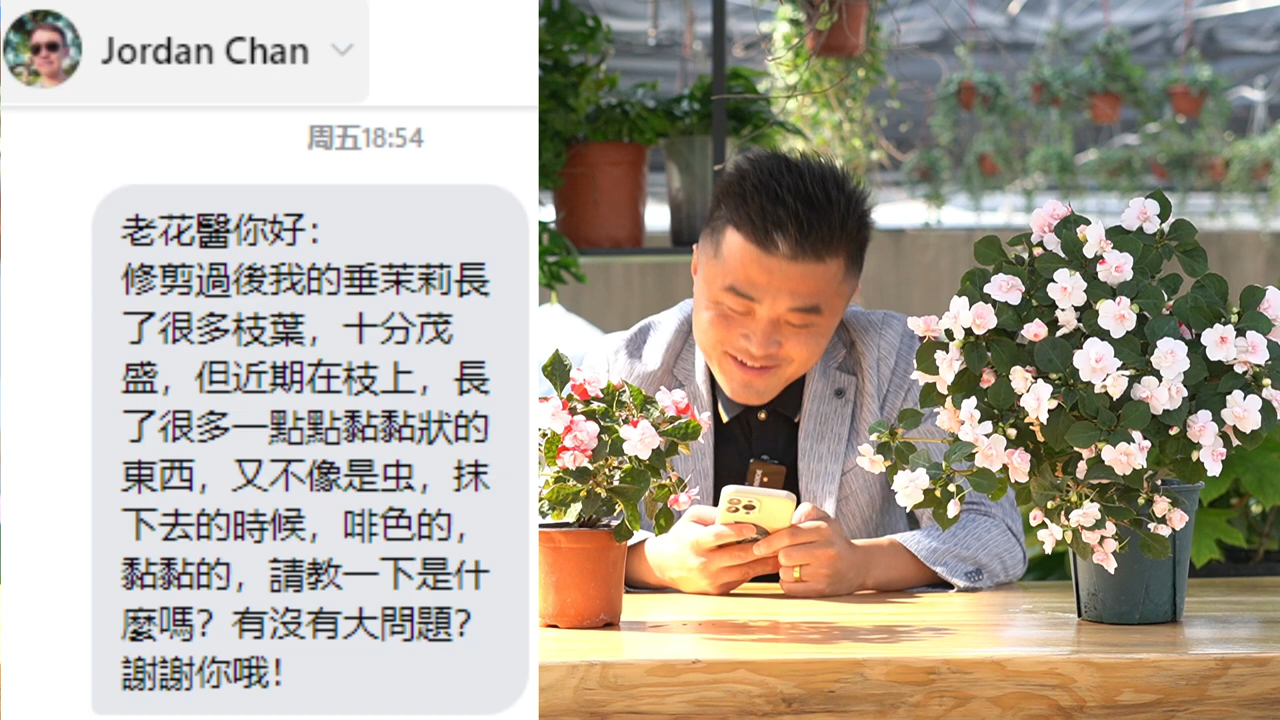 Jordan Chan
周五18:54
老花醫你好：
修剪過後我的垂茉莉長
了很多枝葉，十分茂
盛，但近期在枝上，長
了很多一點點黏黏狀的
東西，又不像是虫，抹
下去的時候，啡色的，
黏黏的，請教一下是什
麼嗎？有沒有大問題？
謝謝你哦！